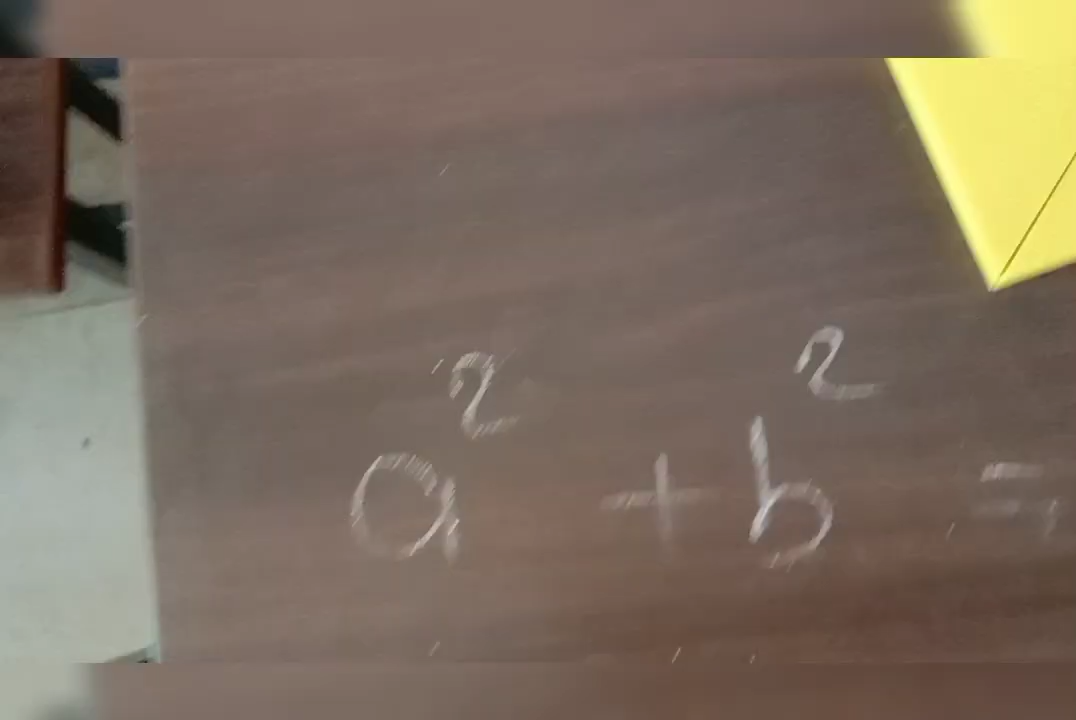 a² + b² =